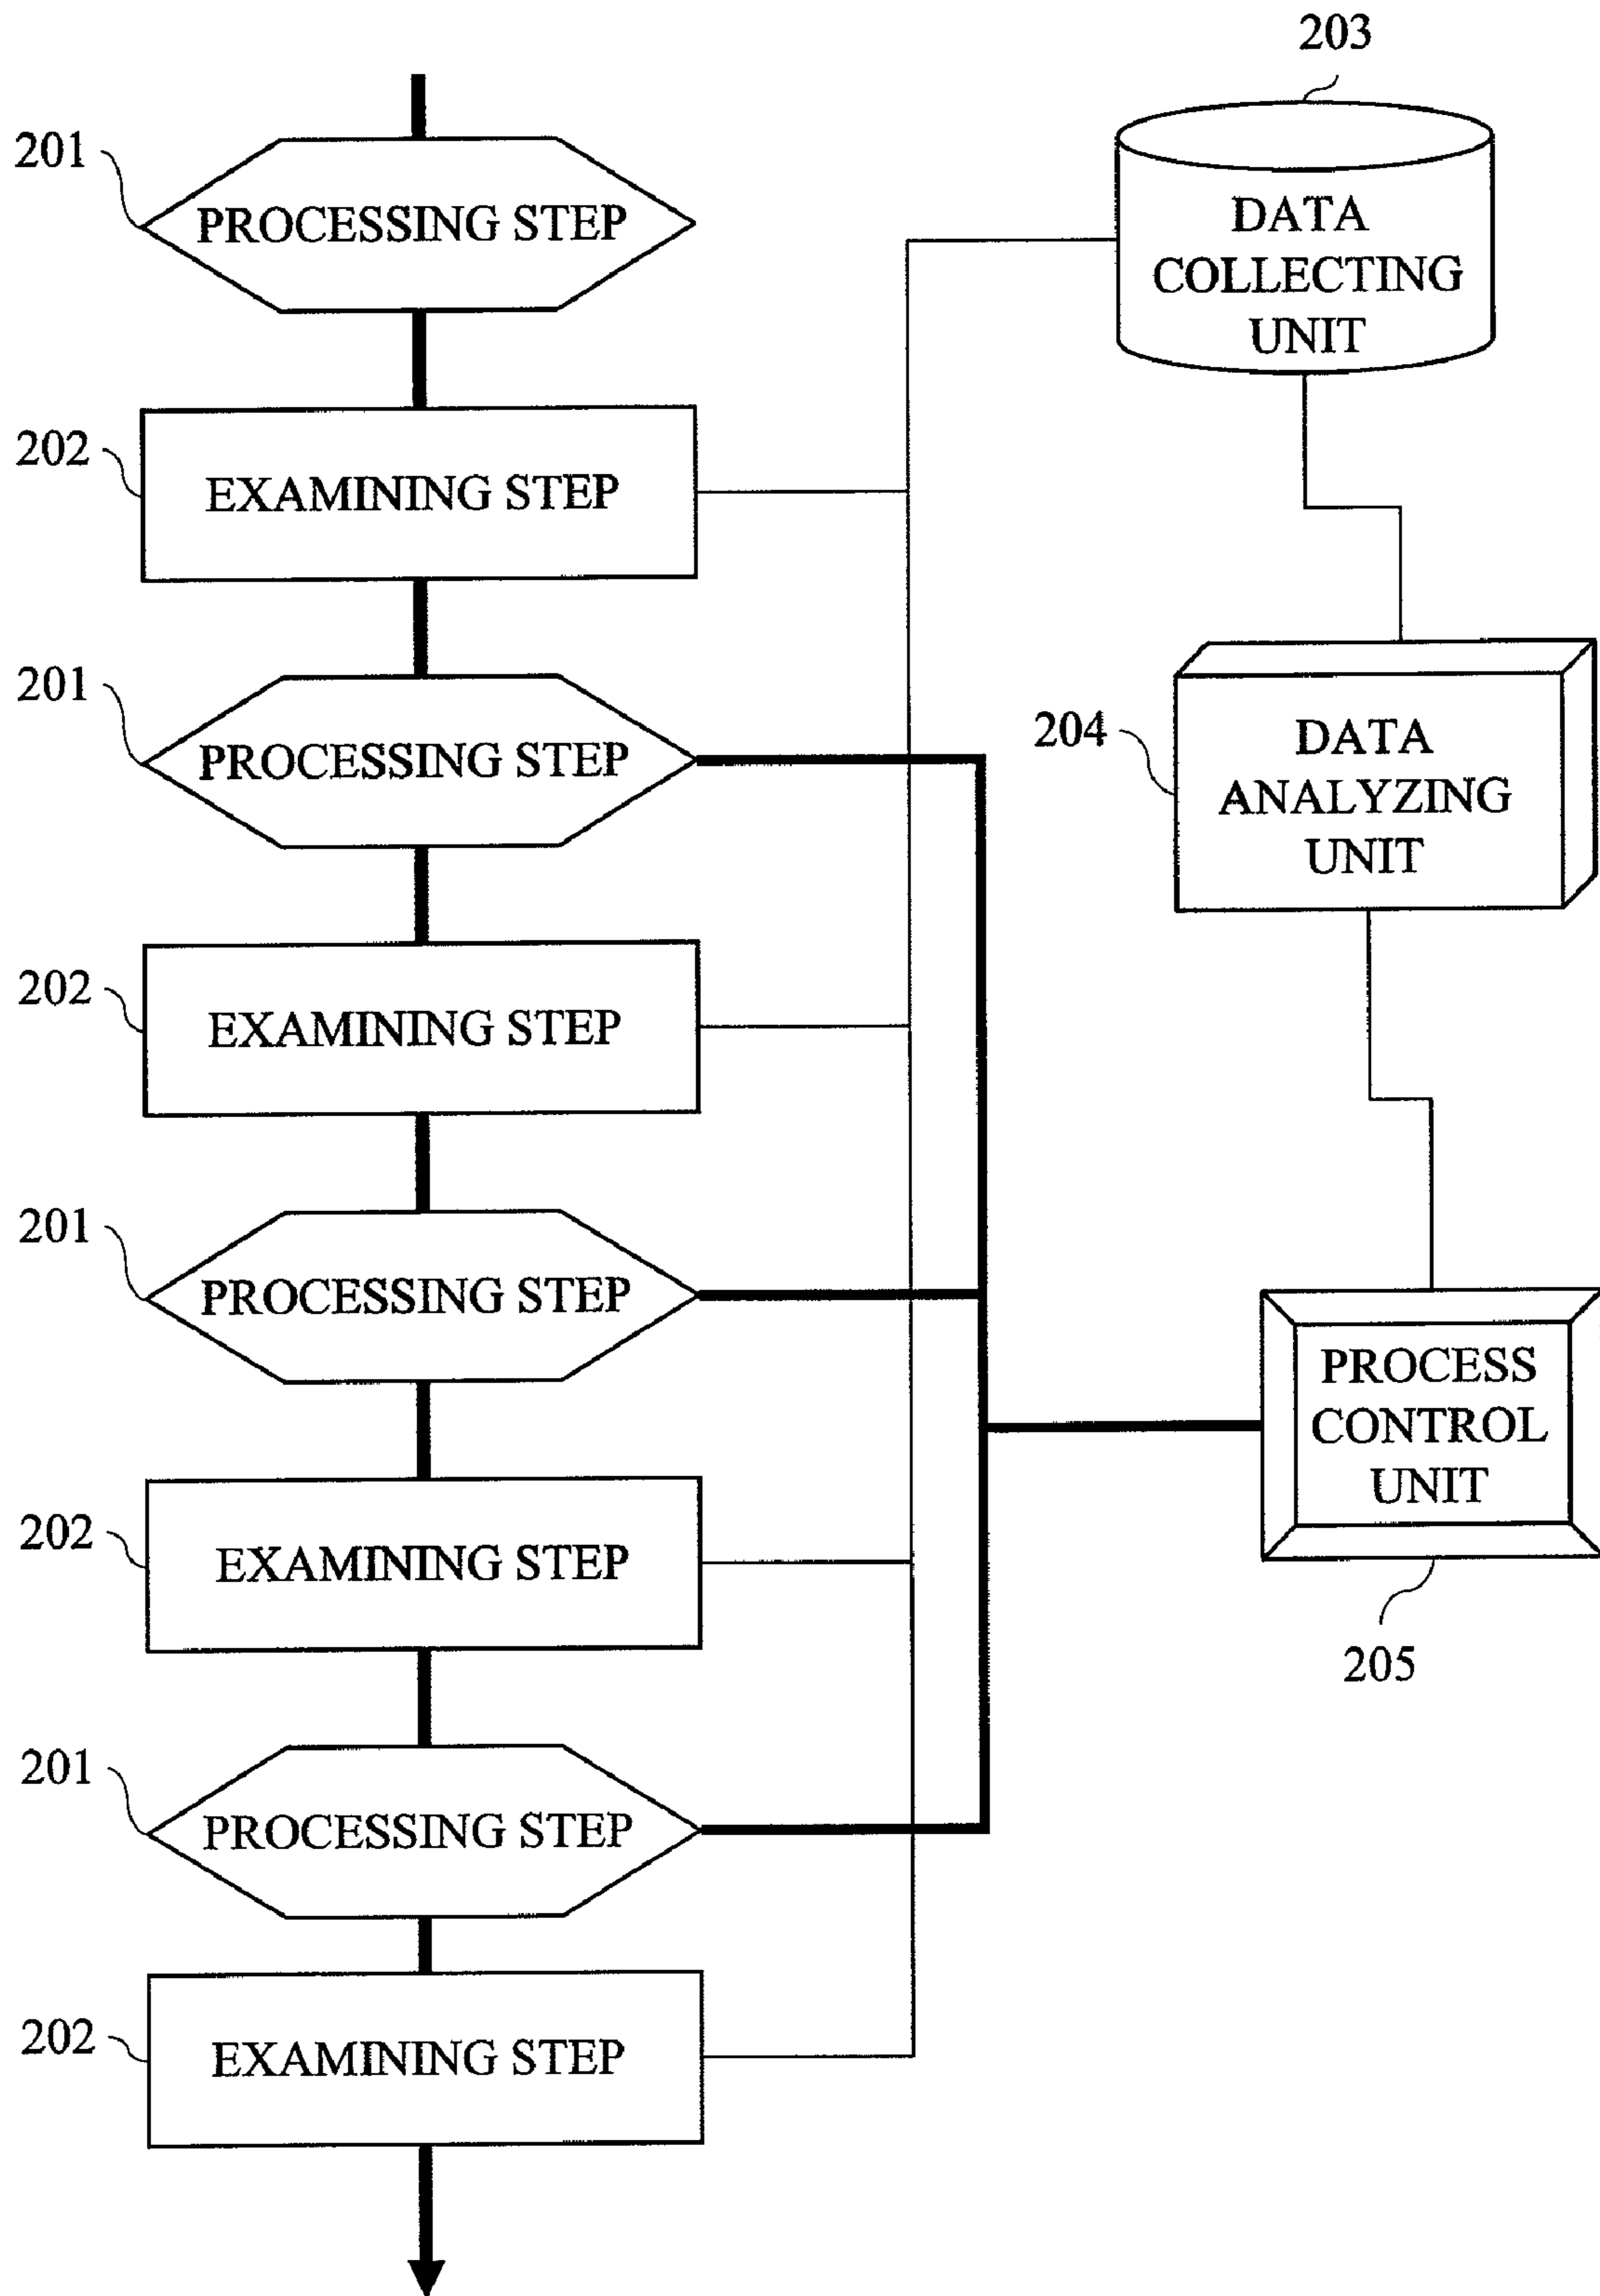 201
PROCESSING STEP
202
EXAMINING STEP
201
PROCESSING STEP
202
EXAMINING STEP
201
PROCESSING STEP
202
EXAMINING STEP
201
PROCESSING STEP
202
EXAMINING STEP
203
DATA
COLLECTING
UNIT
204
DATA
ANALYZING
UNIT
PROCESS
CONTROL
UNIT
205